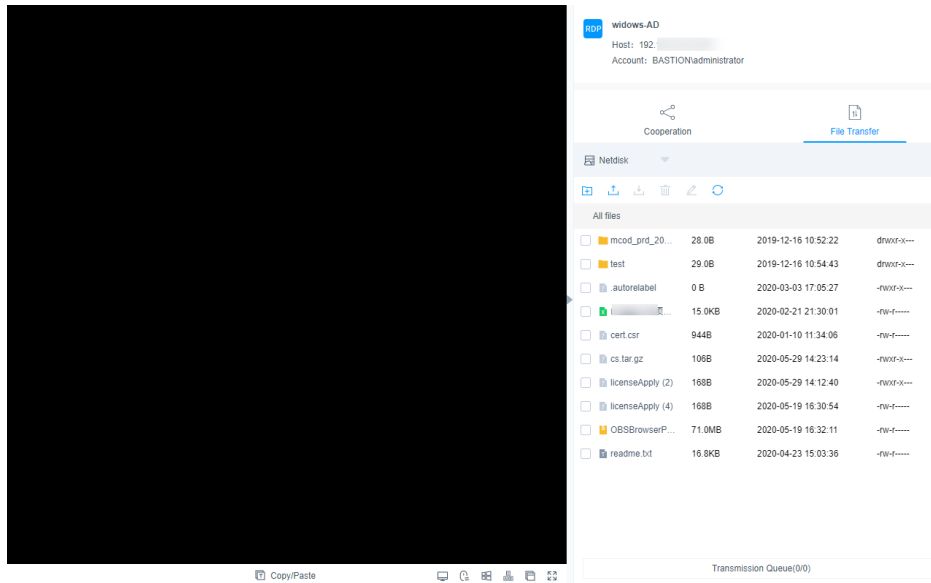 RDP
widows-AD
Host: 192.
Account: BASTION\administrator
Cooperation
File Transfer
Netdisk
All files
mcod_prd_20... 28.0B 2019-12-16 10:52:22 drwxr-x---
test 29.0B 2019-12-16 10:54:43 drwxr-x---
.autorelabel 0 B 2020-03-03 17:05:27 -rwxr-x---
15.0KB 2020-02-21 21:30:01 -rw-r-----
cert.csr 944B 2020-01-10 11:34:06 -rw-r-----
cs.tar.gz 106B 2020-05-29 14:23:14 -rwxr-x---
licenseApply (2) 168B 2020-05-29 14:12:40 -rwxr-x---
licenseApply (4) 168B 2020-05-19 16:30:54 -rw-r-----
OBSBrowserP... 71.0MB 2020-05-19 16:32:11 -rw-r-----
readme.txt 16.8KB 2020-04-23 15:03:36 -rw-r-----
Transmission Queue(0/0)
Copy/Paste